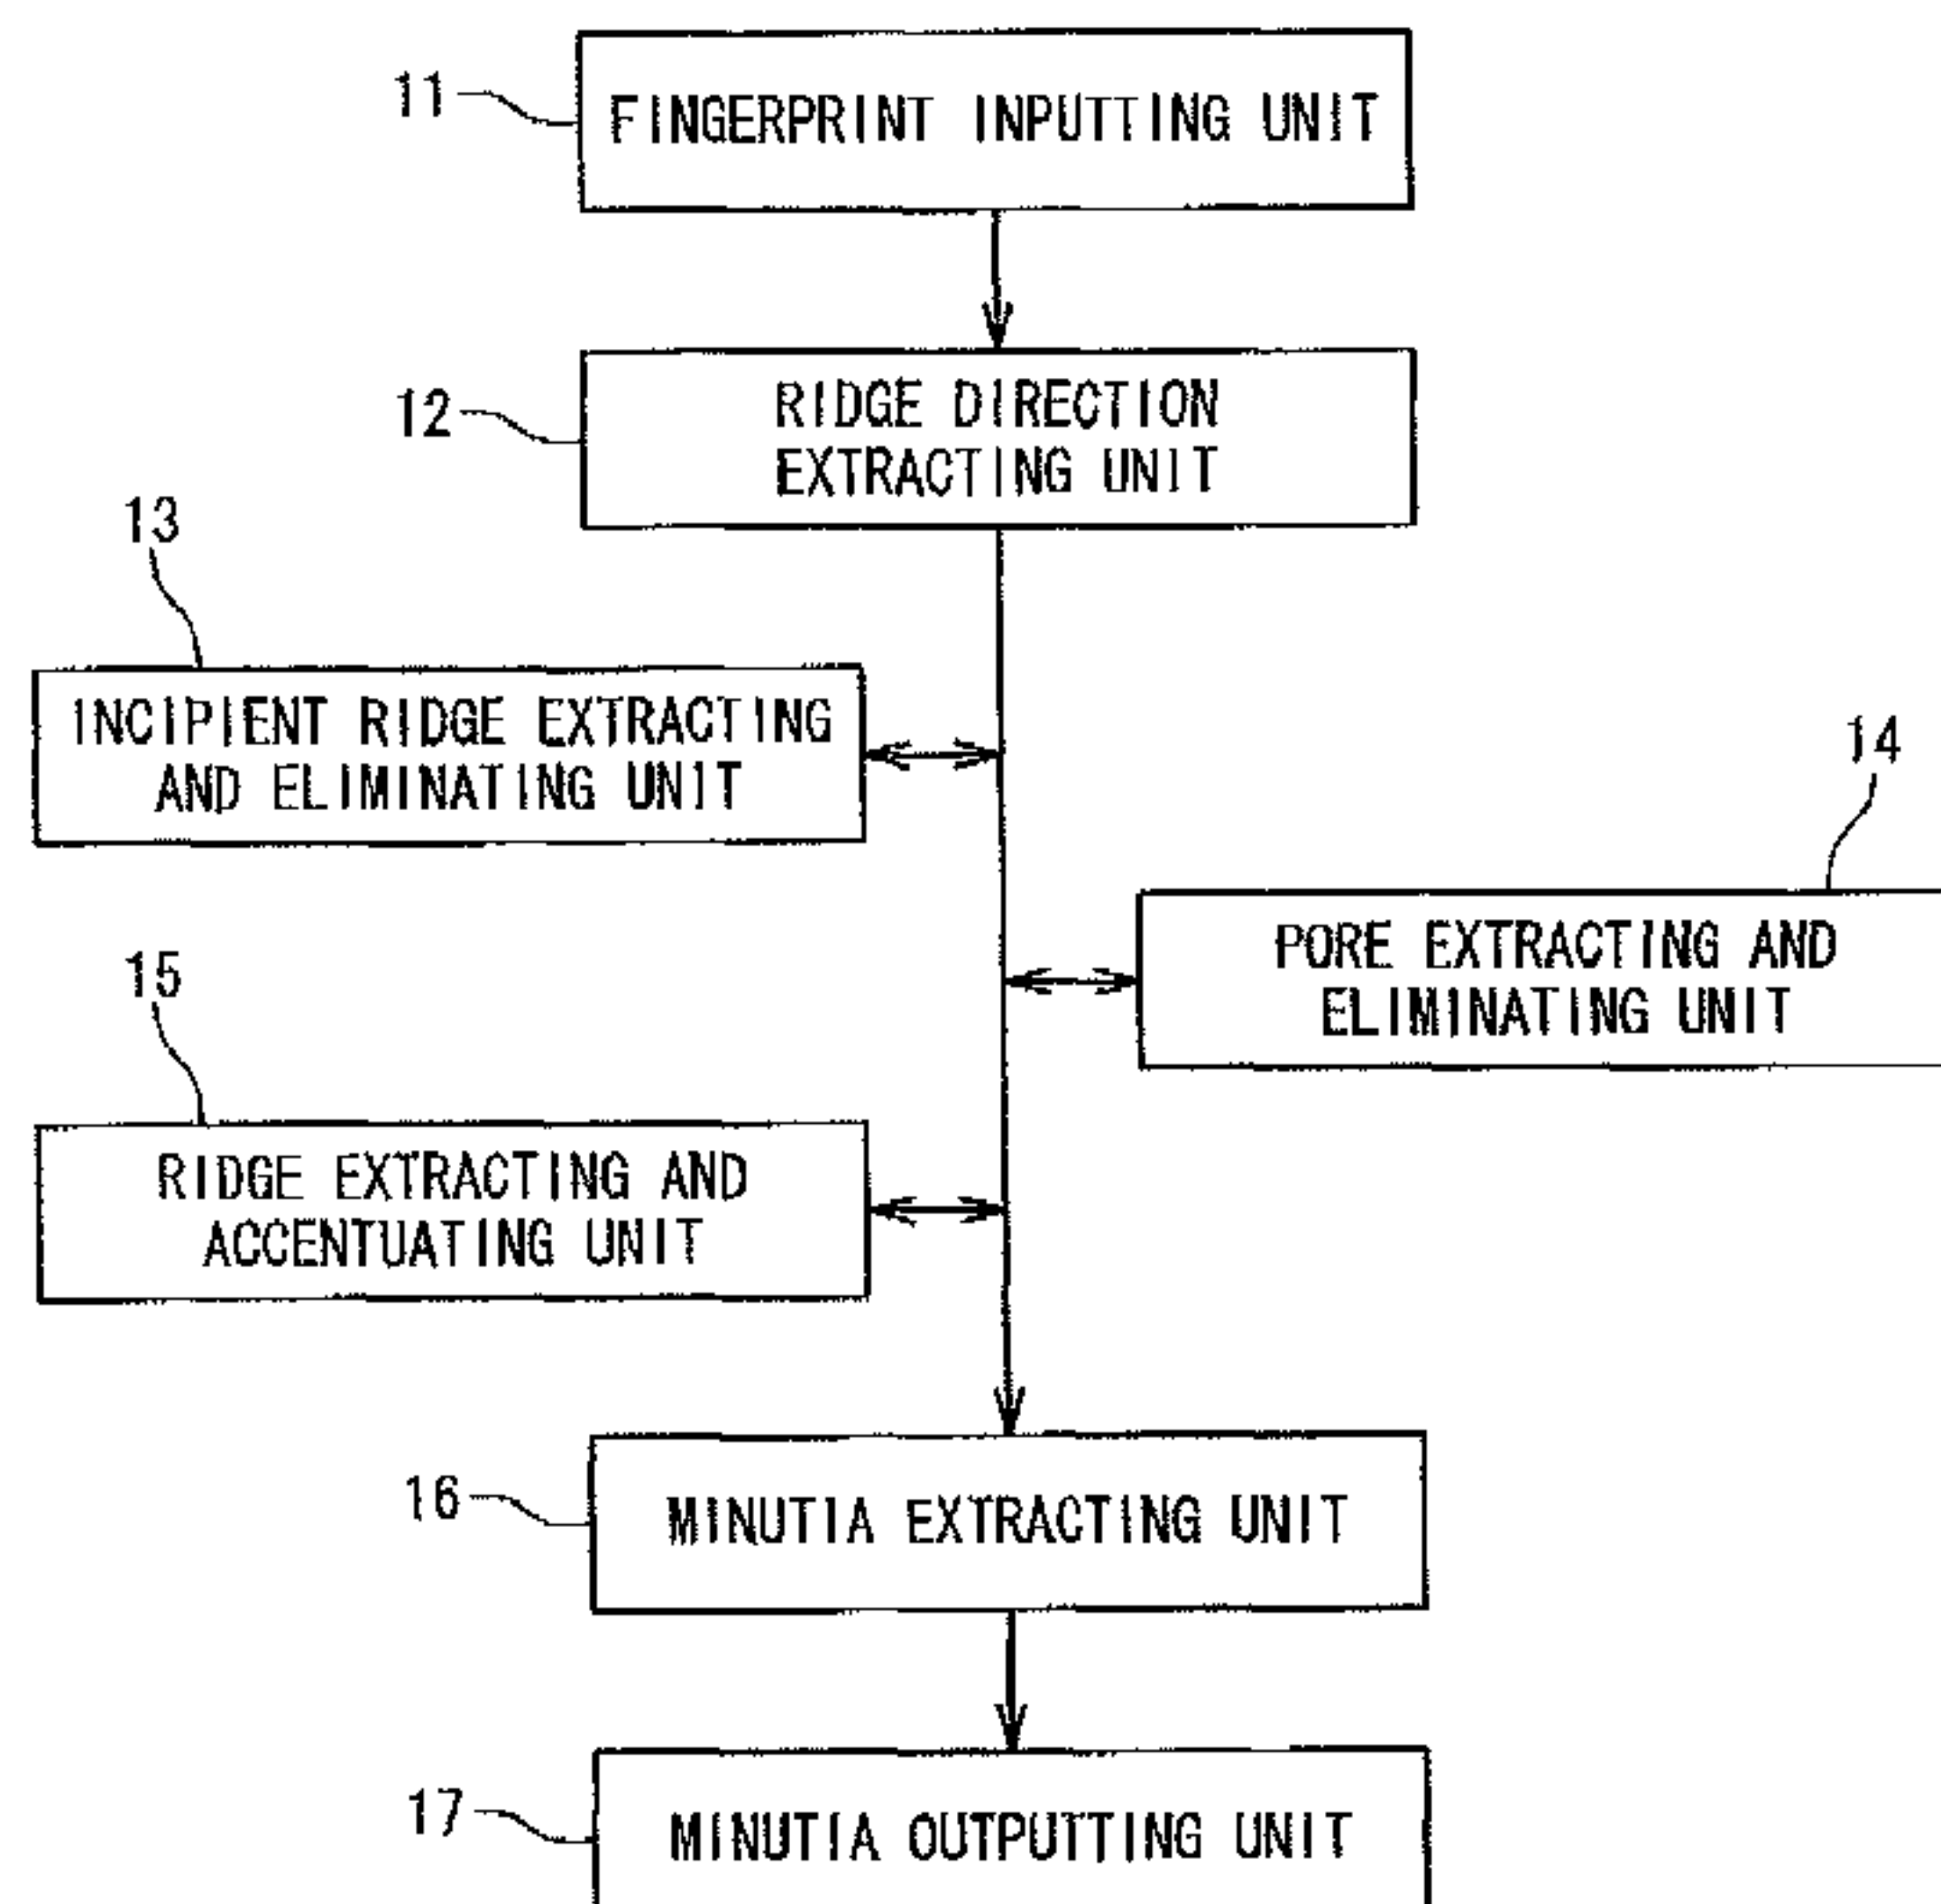 11
FINGERPRINT INPUTTING UNIT
12
RIDGE DIRECTION
EXTRACTING UNIT
13
INCIPIENT RIDGE EXTRACTING
AND ELIMINATING UNIT
14
PORE EXTRACTING AND
ELIMINATING UNIT
15
RIDGE EXTRACTING AND
ACCENTUATING UNIT
16
MINUTIA EXTRACTING UNIT
17
MINUTIA OUTPUTTING UNIT